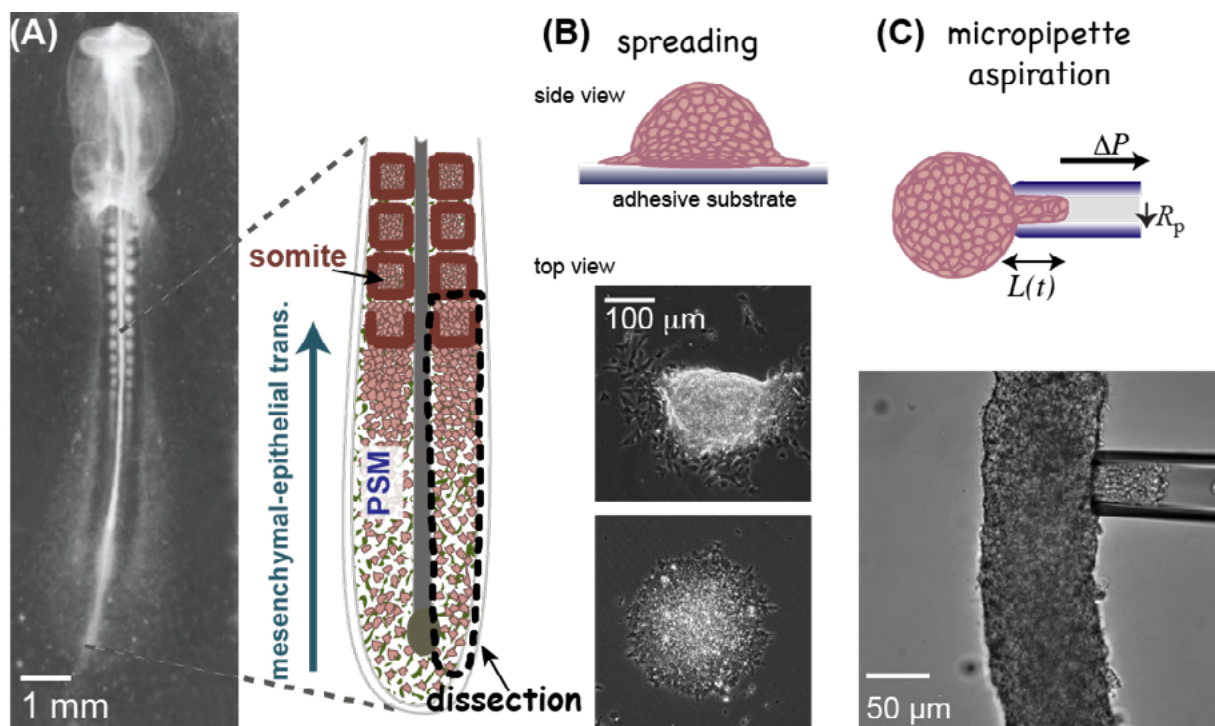 (A)
1 mm
somite
mesenchymal-epithelial trans.
PSM
dissection
(B)
spreading
side view
adhesive substrate
top view
100 μm
(C)
micropipette
aspiration
ΔP
Rp
L(t)
50 μm